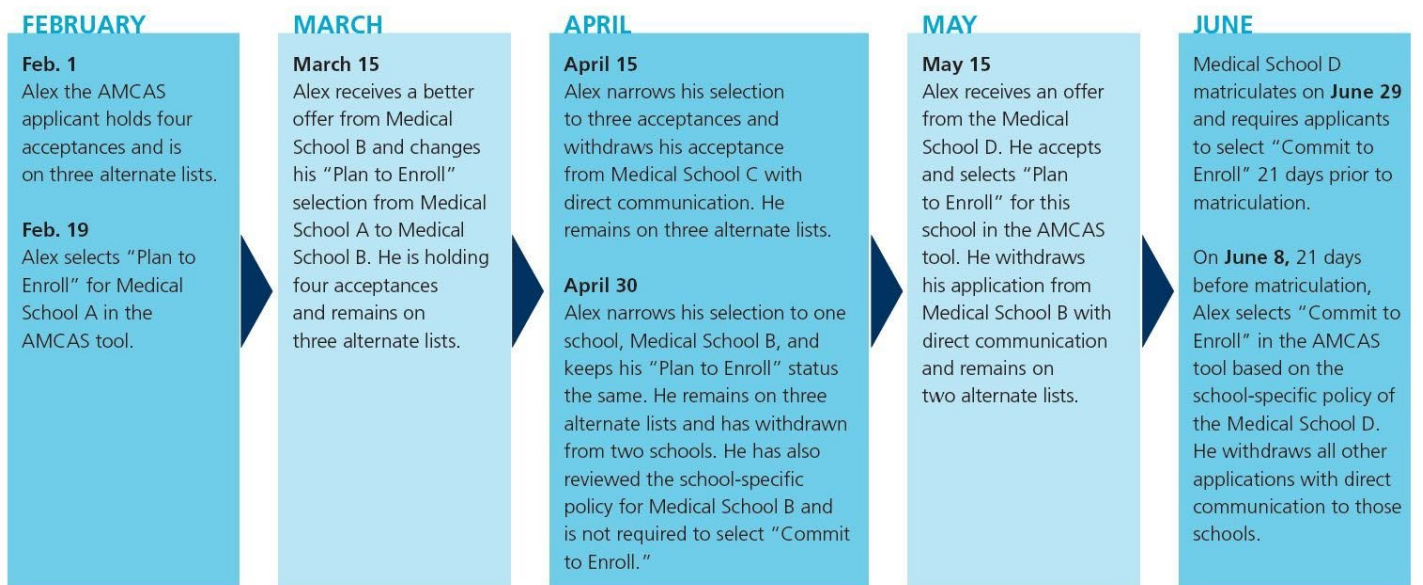 FEBRUARY
Feb. 1
Alex the AMCAS
applicant holds four
acceptances and is
on three alternate lists.
Feb. 19
Alex selects “Plan to
Enroll” for Medical
School A in the
AMCAS tool.
MARCH
March 15
Alex receives a better
offer from Medical
School B and changes
his “Plan to Enroll”
selection from Medical
School A to Medical
School B. He is holding
four acceptances
and remains on
three alternate lists.
APRIL
April 15
Alex narrows his selection
to three acceptances and
withdraws his acceptance
from Medical School C with
direct communication. He
remains on three alternate lists.
April 30
Alex narrows his selection to one
school, Medical School B, and
keeps his “Plan to Enroll” status
the same. He remains on three
alternate lists and has withdrawn
from two schools. He has also
reviewed the school-specific
policy for Medical School B and
is not required to select “Commit
to Enroll.”
MAY
May 15
Alex receives an offer
from the Medical
School D. He accepts
and selects “Plan
to Enroll” for this
school in the AMCAS
tool. He withdraws
his application from
Medical School B with
direct communication
and remains on
two alternate lists.
JUNE
Medical School D
matriculates on June 29
and requires applicants
to select “Commit to
Enroll” 21 days prior to
matriculation.
On June 8, 21 days
before matriculation,
Alex selects “Commit to
Enroll” in the AMCAS
tool based on the
school-specific policy of
the Medical School D.
He withdraws all other
applications with direct
communication to those
schools.